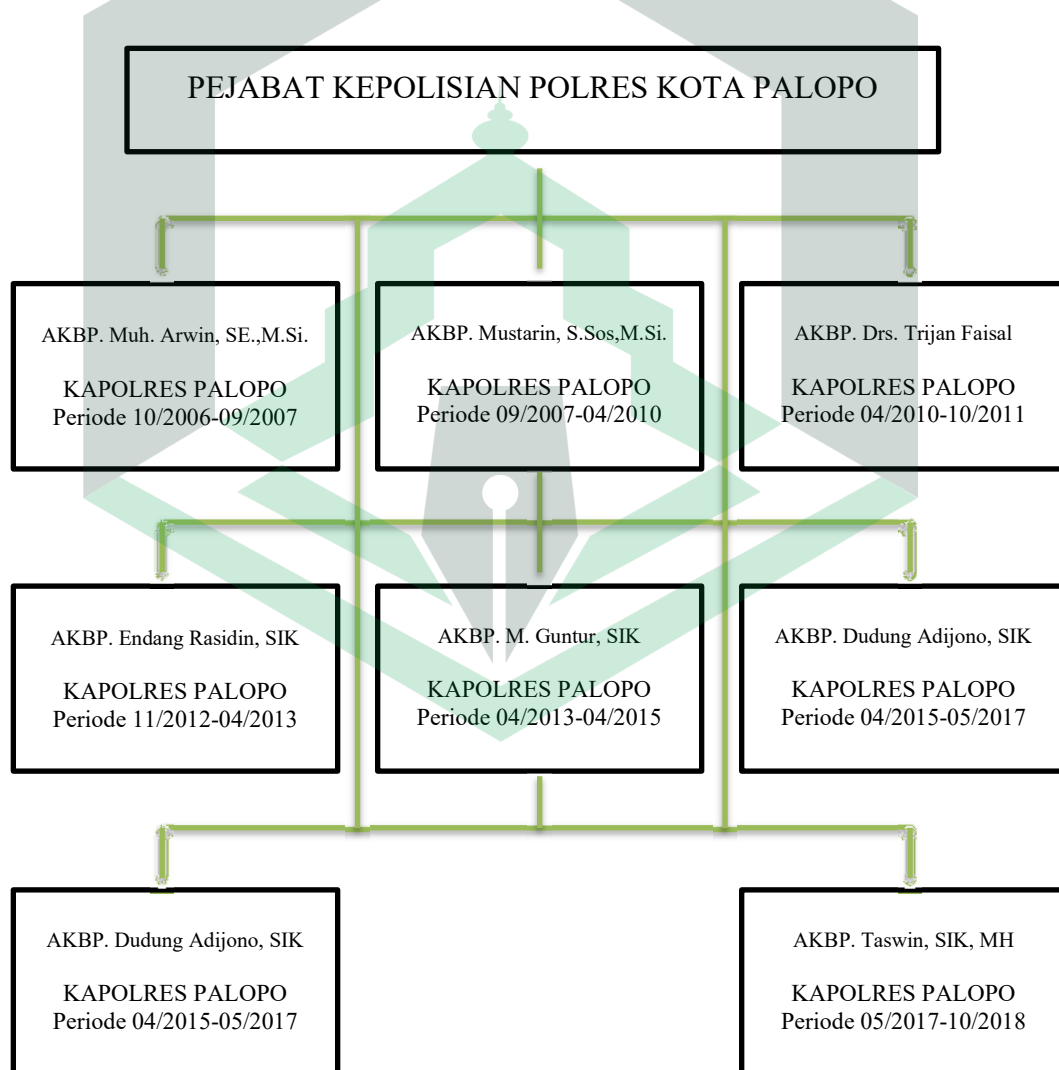 PEJABAT KEPOLISIAN POLRES KOTA PALOPO
AKBP. Muh. Arwin, SE.,M.Si.
KAPOLRES PALOPO
Periode 10/2006-09/2007
AKBP. Mustarin, S.Sos,M.Si.
KAPOLRES PALOPO
Periode 09/2007-04/2010
AKBP. Drs. Trijan Faisal
KAPOLRES PALOPO
Periode 04/2010-10/2011
AKBP. Endang Rasidin, SIK
KAPOLRES PALOPO
Periode 11/2012-04/2013
AKBP. M. Guntur, SIK
KAPOLRES PALOPO
Periode 04/2013-04/2015
AKBP. Dudung Adijono, SIK
KAPOLRES PALOPO
Periode 04/2015-05/2017
AKBP. Dudung Adijono, SIK
KAPOLRES PALOPO
Periode 04/2015-05/2017
AKBP. Taswin, SIK, MH
KAPOLRES PALOPO
Periode 05/2017-10/2018